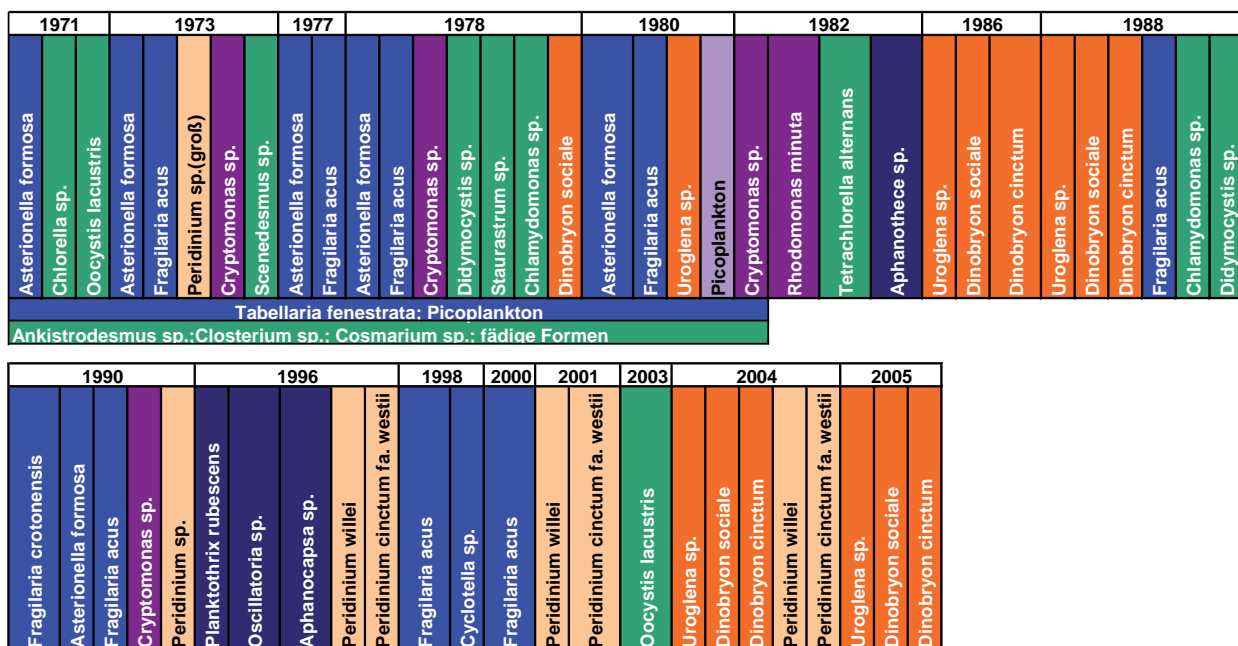 1971 1973 1977 1978 1980 1982 1986 1988
Asterionella formosa
Chlorella sp.
Oocystis lacustris
Asterionella formosa
Fragilaria acus
Peridinium sp.(groß)
Cryptomonas sp.
Scenedesmus sp.
Asterionella formosa
Fragilaria acus
Asterionella formosa
Fragilaria acus
Cryptomonas sp.
Didymocystis sp.
Staurastrum sp.
Chlamydomonas sp.
Dinobryon sociale
Asterionella formosa
Fragilaria acus
Uroglena sp.
Picoplankton
Cryptomonas sp.
Rhodomonas minuta
Tetrachlorella alternans
Aphanothece sp.
Uroglena sp.
Dinobryon sociale
Dinobryon cinctum
Uroglena sp.
Dinobryon sociale
Dinobryon cinctum
Fragilaria acus
Chlamydomonas sp.
Didymocystis sp.
Tabellaria fenestrata; Picoplankton
Ankistrodesmus sp.;Closterium sp.; Cosmarium sp.; fädige Formen
1990 1996 1998 2000 2001 2003 2004 2005
Fragilaria crotonensis
Asterionella formosa
Fragilaria acus
Cryptomonas sp.
Peridinium sp.
Planktothrix rubescens
Oscillatoria sp.
Aphanocapsa sp.
Peridinium willei
Peridinium cinctum fa. westii
Fragilaria acus
Cyclotella sp.
Fragilaria acus
Peridinium willei
Peridinium cinctum fa. westii
Oocystis lacustris
Uroglena sp.
Dinobryon sociale
Dinobryon cinctum
Peridinium willei
Peridinium cinctum fa. westii
Uroglena sp.
Dinobryon sociale
Dinobryon cinctum